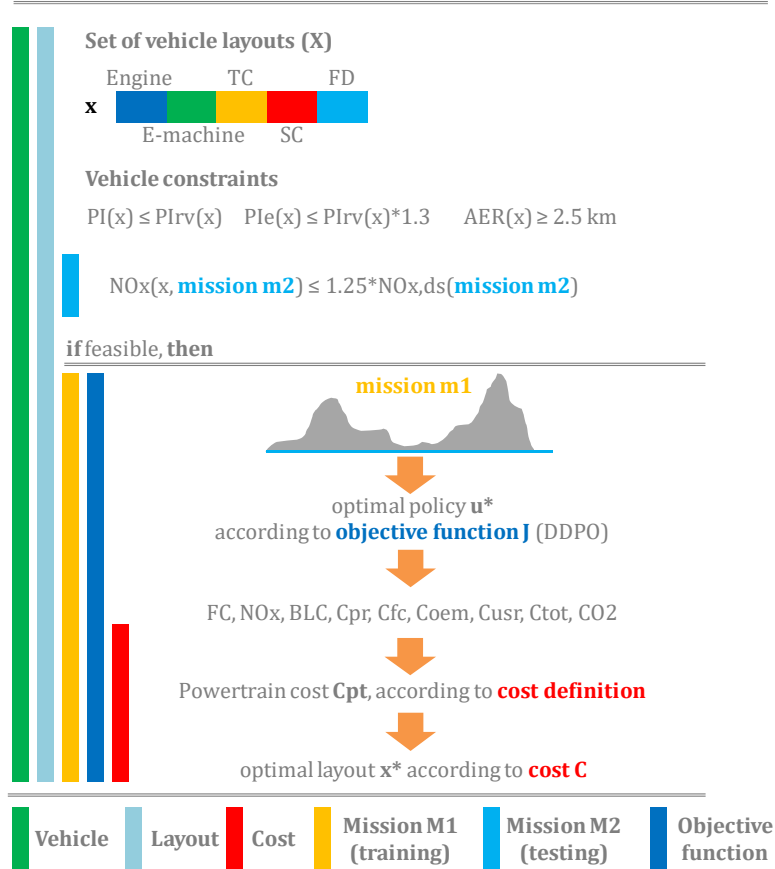 Set of vehicle layouts (X)
Engine TC FD
x
E-machine SC
Vehicle constraints
PI(x) ≤ PIrv(x) PIe(x) ≤ PIrv(x)*1.3 AER(x) ≥ 2.5 km
NOx(x, mission m2) ≤ 1.25*NOx,ds(mission m2)
if feasible, then
mission m1
optimal policy u*
according to objective function J (DDPO)
FC, NOx, BLC, Cpr, Cfc, Coem, Cusr, Ctot, CO2
Powertrain cost Cpt, according to cost definition
optimal layout x* according to cost C
Vehicle Layout Cost Mission M1 Mission M2 Objective
(training) (testing) function